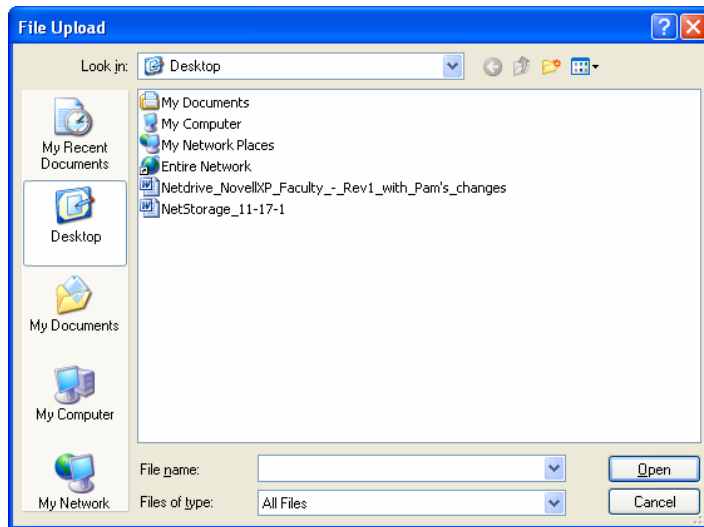 File Upload
Look in:
Desktop
My Recent
Documents
Desktop
My Documents
My Computer
My Network
My Documents
My Computer
My Network Places
Entire Network
Netdrive_NovellXP_Faculty_-_Rev1_with_Pam's_changes
NetStorage_11-17-1
File name:
Open
Files of type:
All Files
Cancel